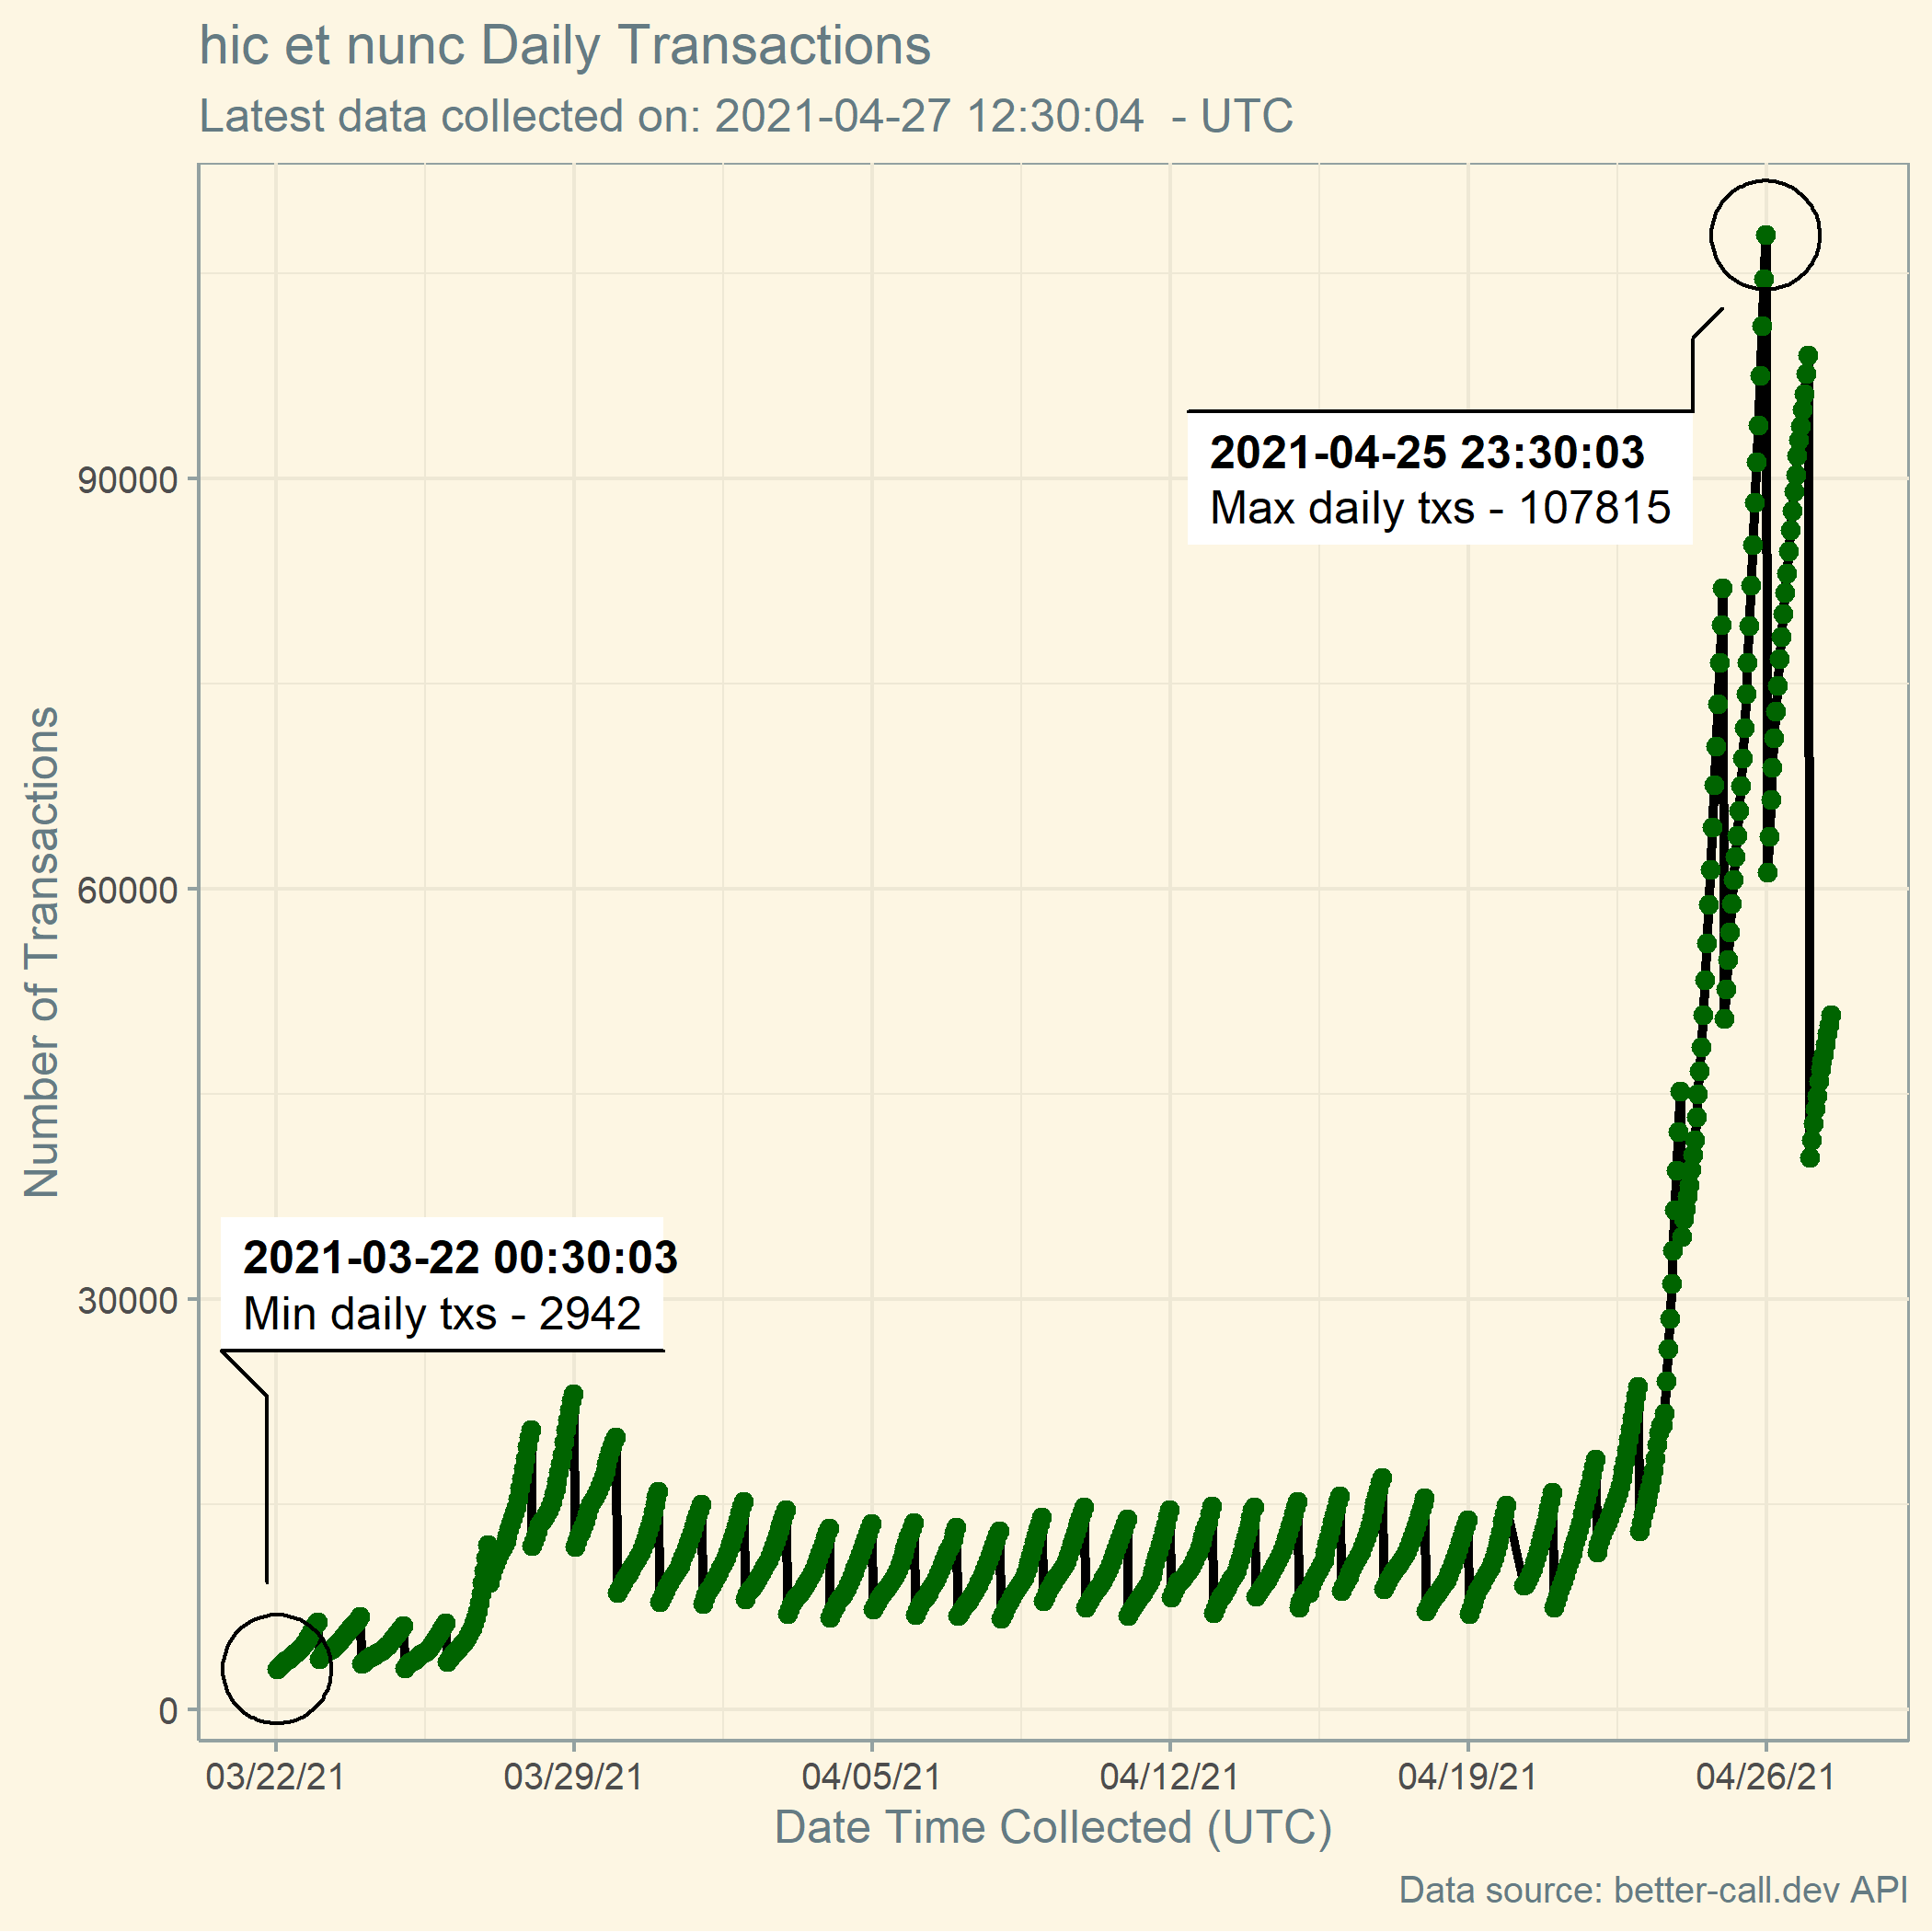 hic et nunc Daily Transactions
Latest data collected on: 2021-04-27 12:30:04  - UTC
Number of Transactions
90000
60000
30000
0
2021-04-25 23:30:03
Max daily txs - 107815
2021-03-22 00:30:03
Min daily txs - 2942
03/22/21 03/29/21 04/05/21 04/12/21 04/19/21 04/26/21
Date Time Collected (UTC)
Data source: better-call.dev API